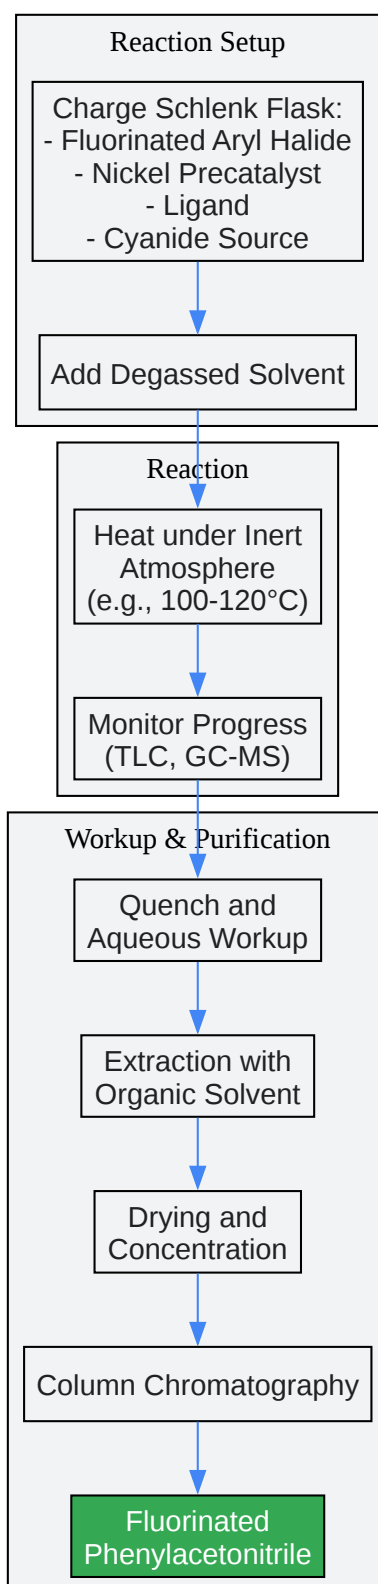 Reaction Setup
Charge Schlenk Flask:
- Fluorinated Aryl Halide
- Nickel Precatalyst
- Ligand
- Cyanide Source
Add Degassed Solvent
Reaction
Heat under Inert
Atmosphere
(e.g., 100-120°C)
Monitor Progress
(TLC, GC-MS)
Workup & Purification
Quench and
Aqueous Workup
Extraction with
Organic Solvent
Drying and
Concentration
Column Chromatography
Fluorinated
Phenylacetonitrile